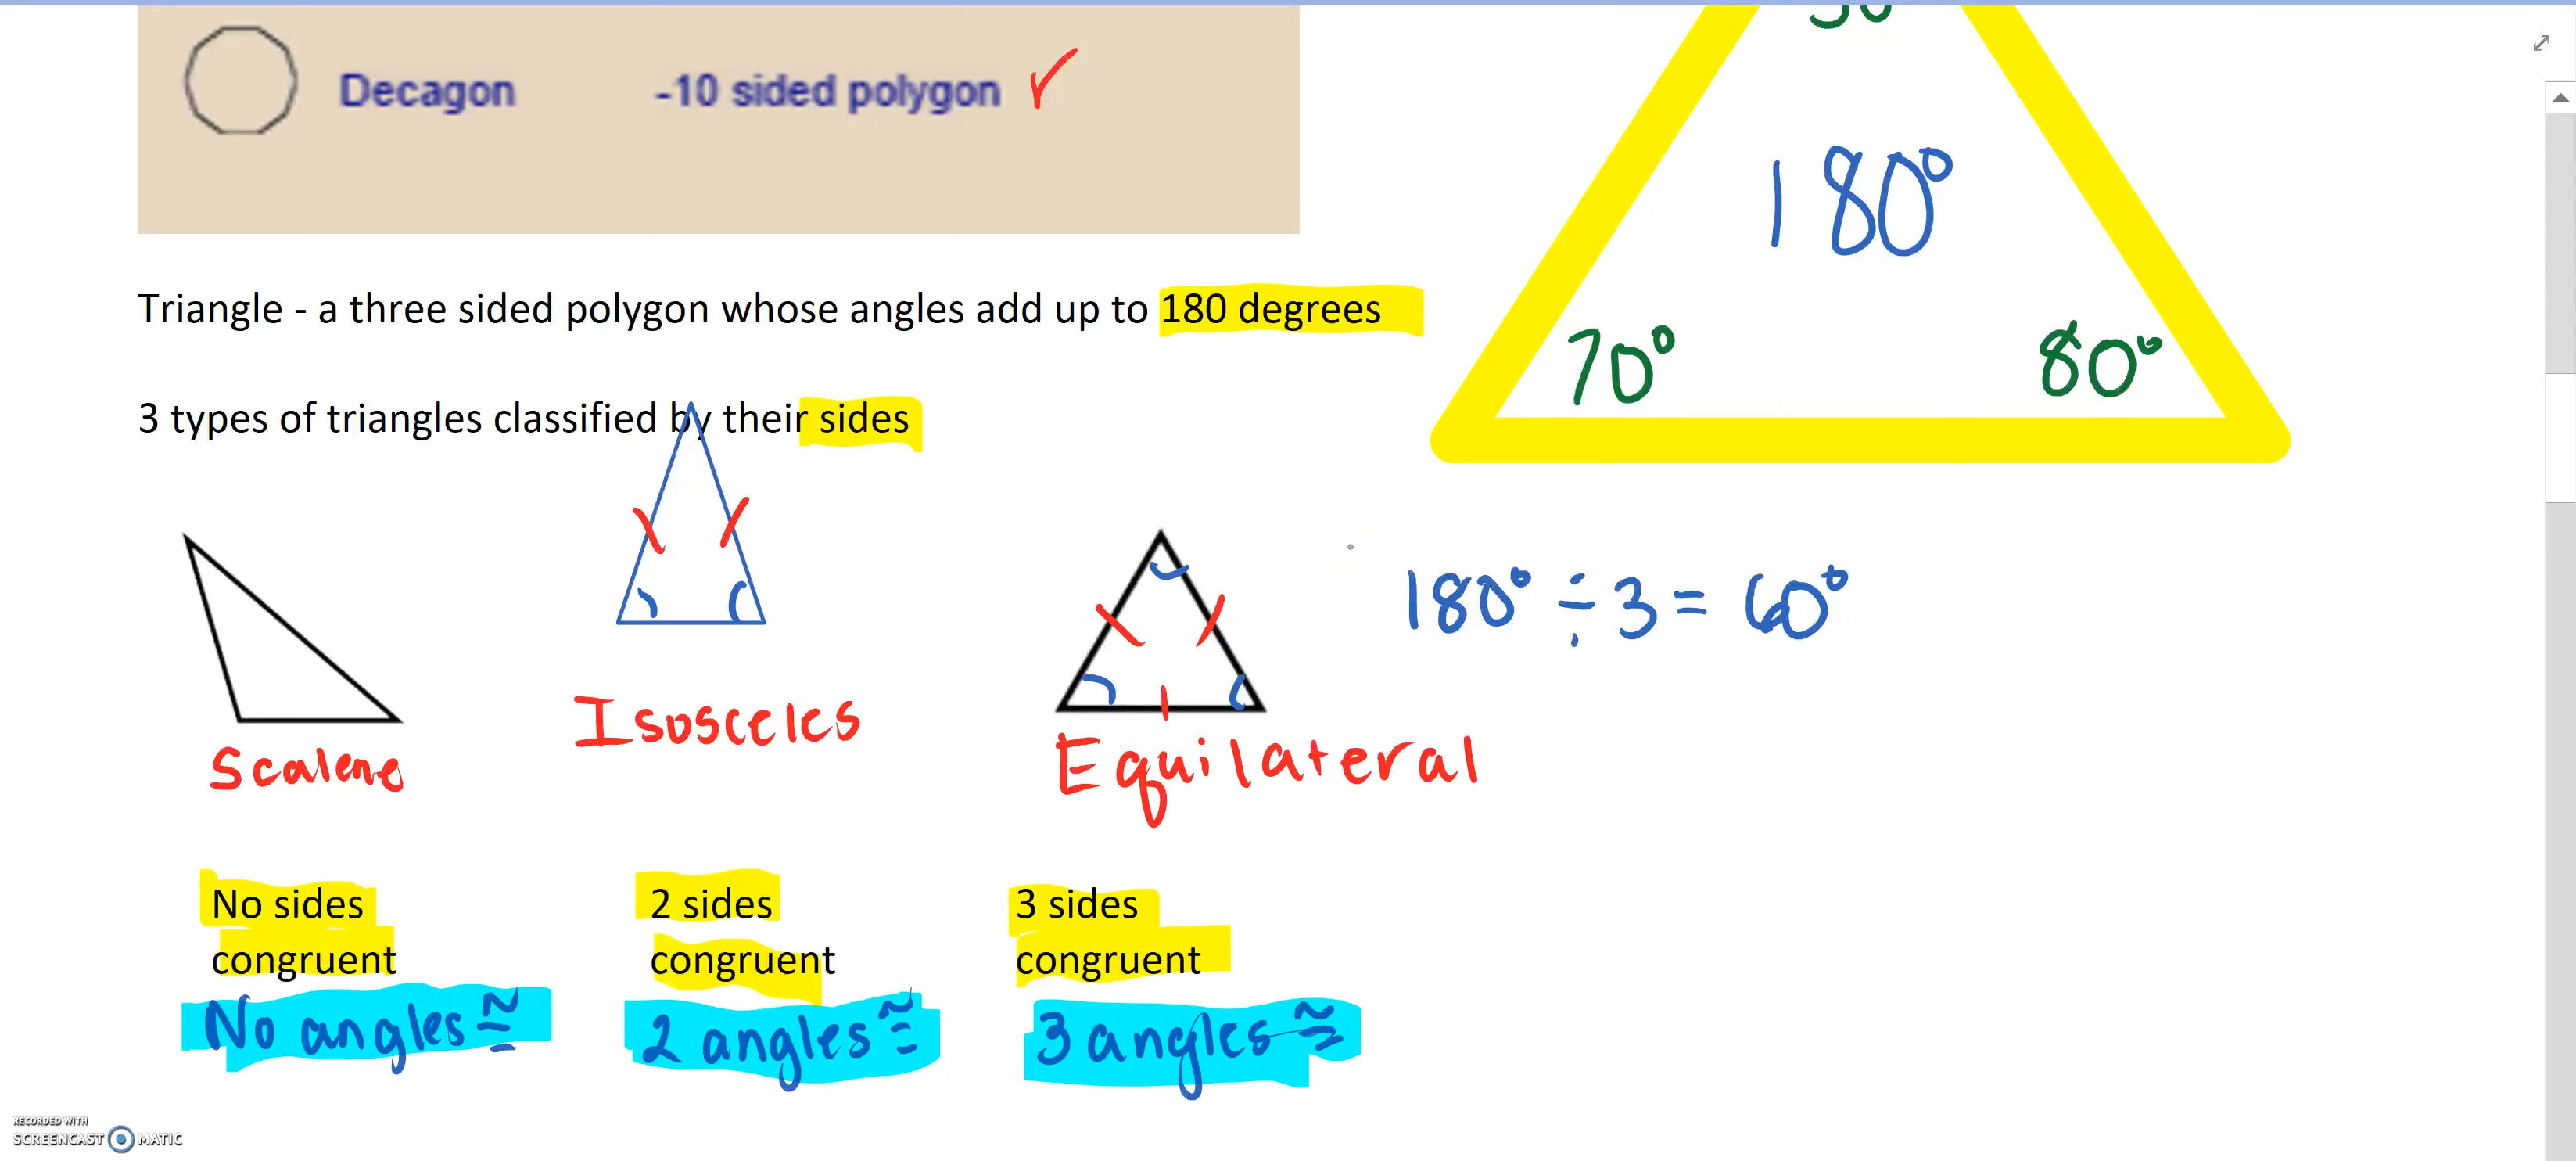 Decagon -10 sided polygon
180°
Triangle - a three sided polygon whose angles add up to 180 degrees
70° 80°
3 types of triangles classified by their sides
180° ÷ 3 = 60°
Scalene
Isosceles
Equilateral
No sides
congruent
No angles ≅
2 sides
congruent
2 angles ≅
3 sides
congruent
3 angles ≅
RECORDED WITH
SCREENCAST MATIC